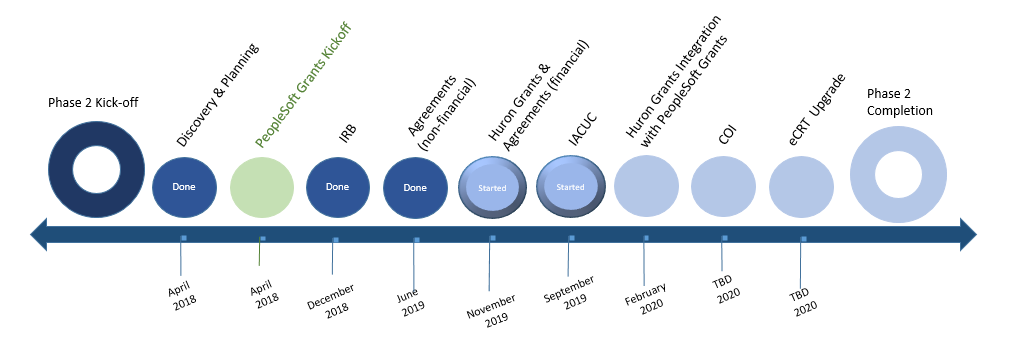 Phase 2 Kick-off
Discovery & Planning
PeopleSoft Grants Kickoff
IRB
Agreements
(non-financial)
Huron Grants &
Agreements (financial)
IACUC
Huron Grants Integration
with PeopleSoft Grants
COI
eCRT Upgrade
Phase 2
Completion
Done
Done
Done
Started
Started
April
2018
April
2018
December
2018
June
2019
November
2019
September
2019
February
2020
TBD
2020
TBD
2020